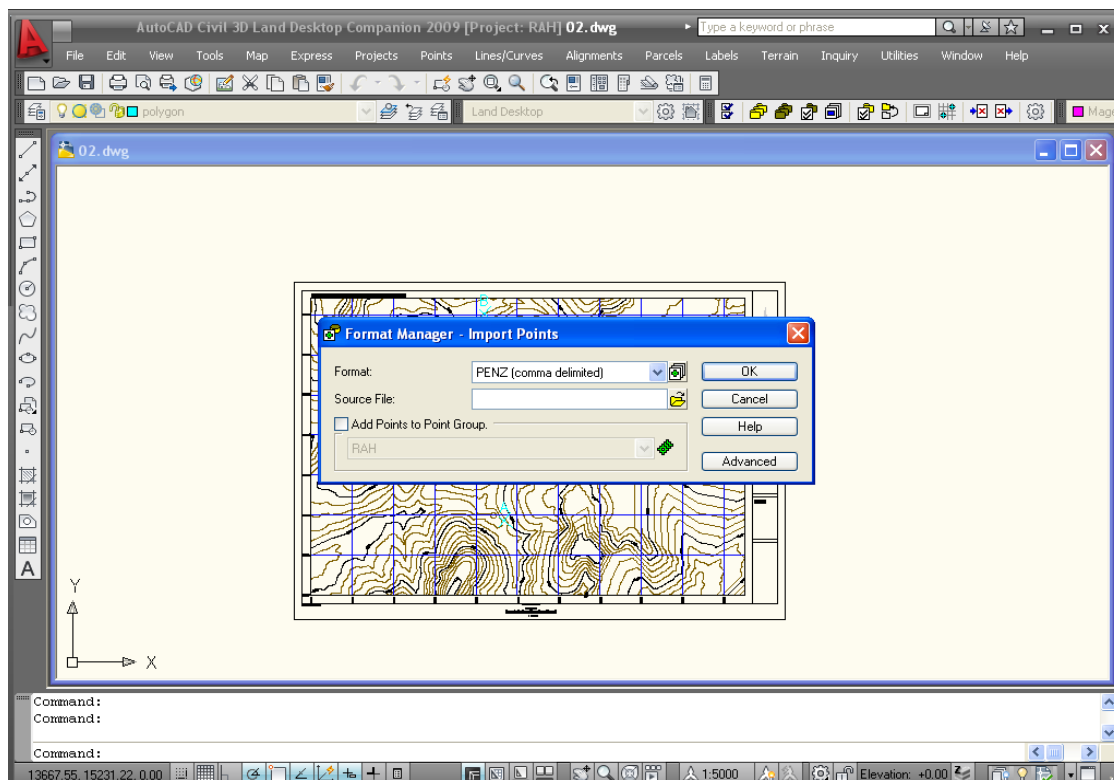 AutoCAD Civil 3D Land Desktop Companion 2009 [Project: RAH] 02.dwg
Type a keyword or phrase
File Edit View Tools Map Express Projects Points Lines/Curves Alignments Parcels Labels Terrain Inquiry Utilities Window Help
polygon
Land Desktop
Mage
02.dwg
B
Format Manager - Import Points
Format:
PENZ (comma delimited)
OK
Source File:
Cancel
Add Points to Point Group.
Help
RAH
Advanced
A
A
Y
X
Command:
Command:
Command:
13667.55, 15231.22, 0.00
1:5000
Elevation: +0.00